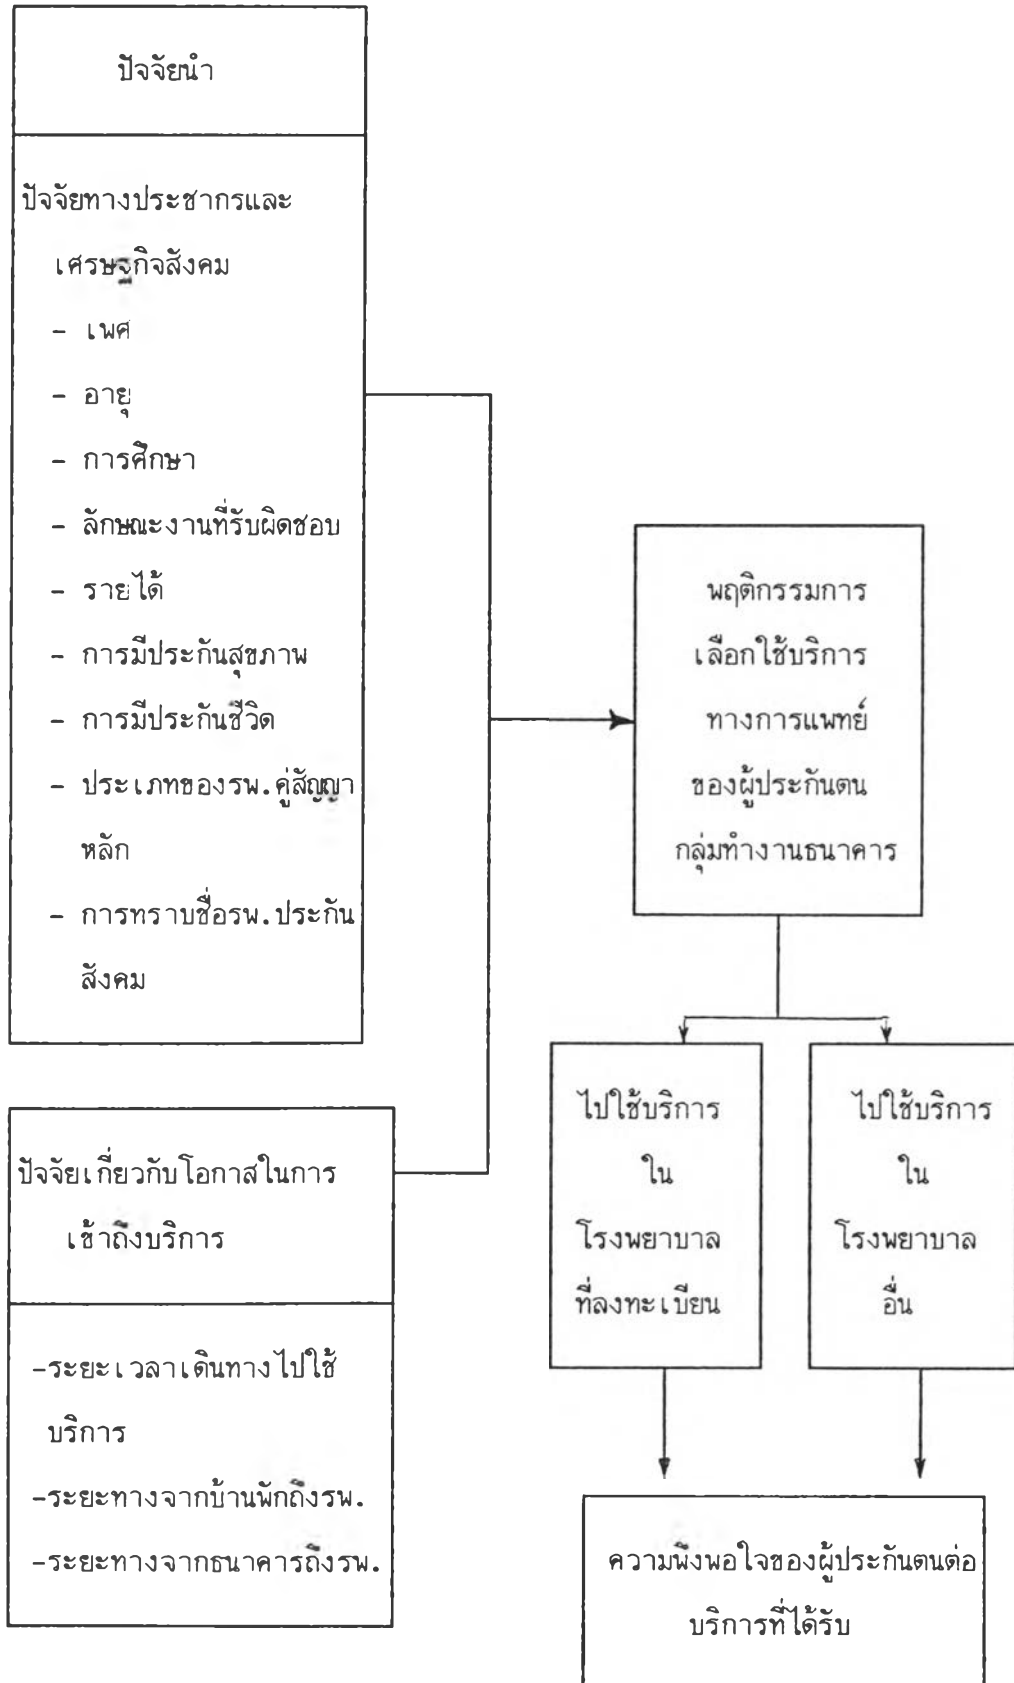 ปัจจัยนำ
ปัจจัยทางประชากรและ
เศรษฐกิจสังคม
- เพศ
- อายุ
- การศึกษา
- ลักษณะงานที่รับผิดชอบ
- รายได้
- การมีประกันสุขภาพ
- การมีประกันชีวิต
- ประเภทของรพ.คู่สัญญา
หลัก
- การทราบชื่อรพ.ประกัน
สังคม
ปัจจัยเกี่ยวกับโอกาสในการ
เข้าถึงบริการ
-ระยะเวลาเดินทางไปใช้
บริการ
-ระยะทางจากบ้านพักถึงรพ.
-ระยะทางจากธนาคารถึงรพ.
พฤติกรรมการ
เลือกใช้บริการ
ทางการแพทย์
ของผู้ประกันตน
กลุ่มทำงานธนาคาร
ไปใช้บริการ
ใน
โรงพยาบาล
ที่ลงทะเบียน
ไปใช้บริการ
ใน
โรงพยาบาล
อื่น
ความพึงพอใจของผู้ประกันตนต่อ
บริการที่ได้รับ